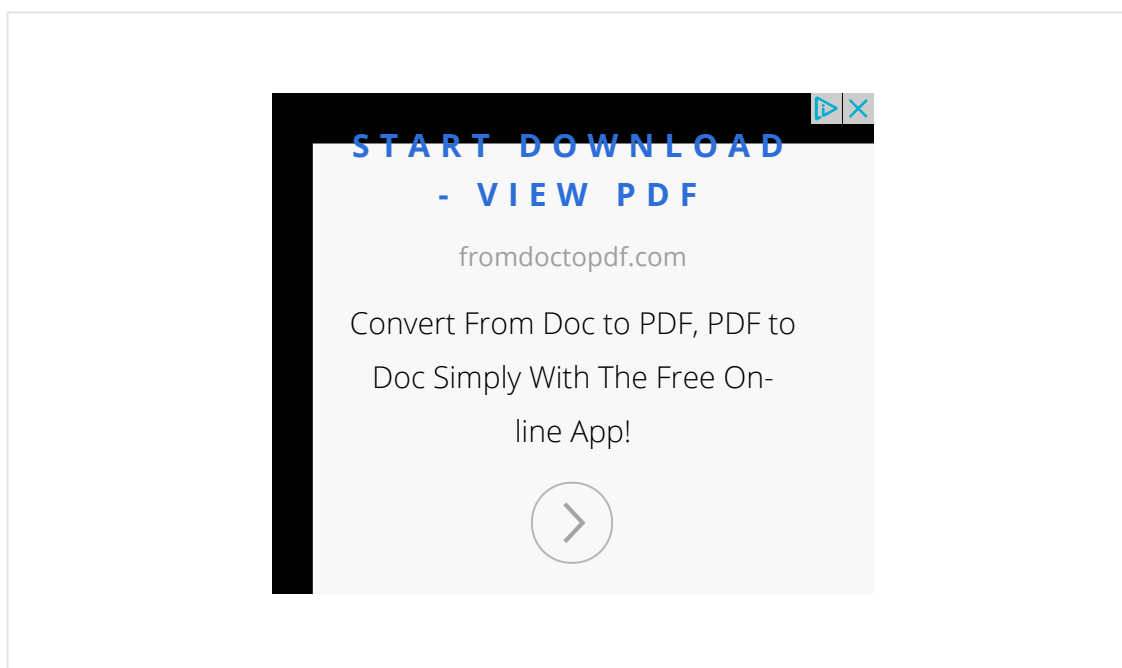 START DOWNLOAD
- VIEW PDF
fromdoctopdf.com
Convert From Doc to PDF, PDF to
Doc Simply With The Free On-
line App!